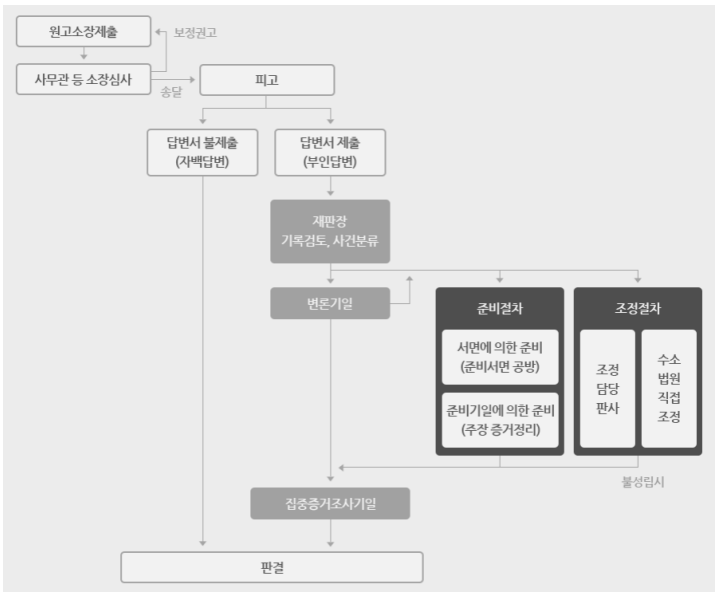 원고소장제출
보정권고
사무관 등 소장심사
송달
피고
답변서 불제출
(자백답변)
답변서 제출
(부인답변)
재판장
기록검토, 사건분류
변론기일
준비절차
서면에 의한 준비
(준비서면 공방)
준비기일에 의한 준비
(주장 증거정리)
조정절차
조정
담당
판사
수소
법원
직접
조정
불성립시
집중증거조사기일
판결